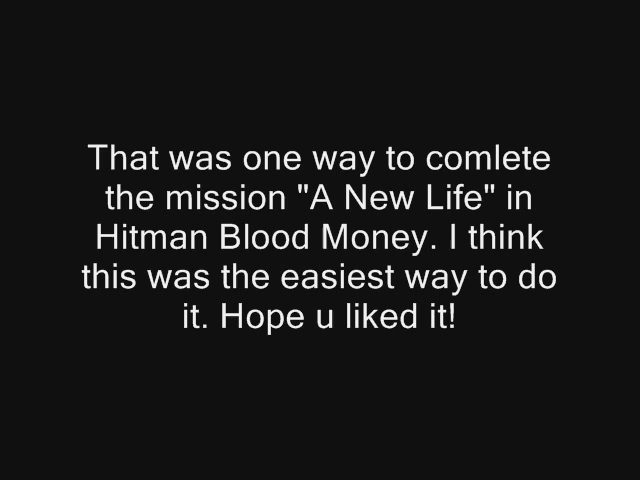 That was one way to comlete
the mission "A New Life" in
Hitman Blood Money. I think
this was the easiest way to do
it. Hope u liked it!